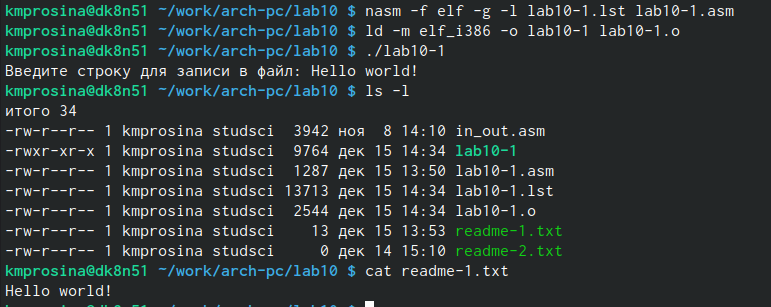 kmprosina@dk8n51 ~/work/arch-pc/lab10 $ nasm -f elf -g -l lab10-1.lst lab10-1.asm
kmprosina@dk8n51 ~/work/arch-pc/lab10 $ ld -m elf_i386 -o lab10-1 lab10-1.o
kmprosina@dk8n51 ~/work/arch-pc/lab10 $ ./lab10-1
Введите строку для записи в файл: Hello world!
kmprosina@dk8n51 ~/work/arch-pc/lab10 $ ls -l
итого 34
-rw-r--r-- 1 kmprosina studsci  3942 ноя  8 14:10 in_out.asm
-rwxr-xr-x 1 kmprosina studsci  9764 дек 15 14:34 lab10-1
-rw-r--r-- 1 kmprosina studsci  1287 дек 15 13:50 lab10-1.asm
-rw-r--r-- 1 kmprosina studsci 13713 дек 15 14:34 lab10-1.lst
-rw-r--r-- 1 kmprosina studsci  2544 дек 15 14:34 lab10-1.o
-rw-r--r-- 1 kmprosina studsci    13 дек 15 13:53 readme-1.txt
-rw-r--r-- 1 kmprosina studsci     0 дек 14 15:10 readme-2.txt
kmprosina@dk8n51 ~/work/arch-pc/lab10 $ cat readme-1.txt
Hello world!